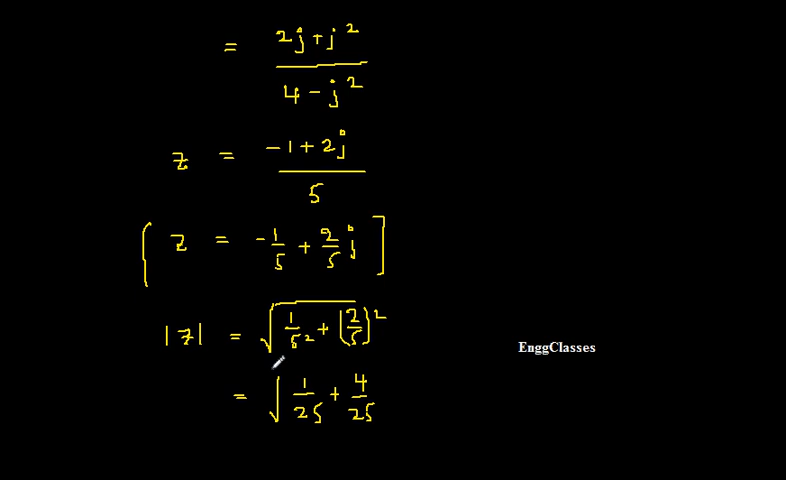 = 2j + j² / 4 - j²
z = -1 + 2j / 5
[ z = -1/5 + 2/5 j ]
|z| = √ 1/5² + (2/5)²
EnggClasses
= √ 1/25 + 4/25